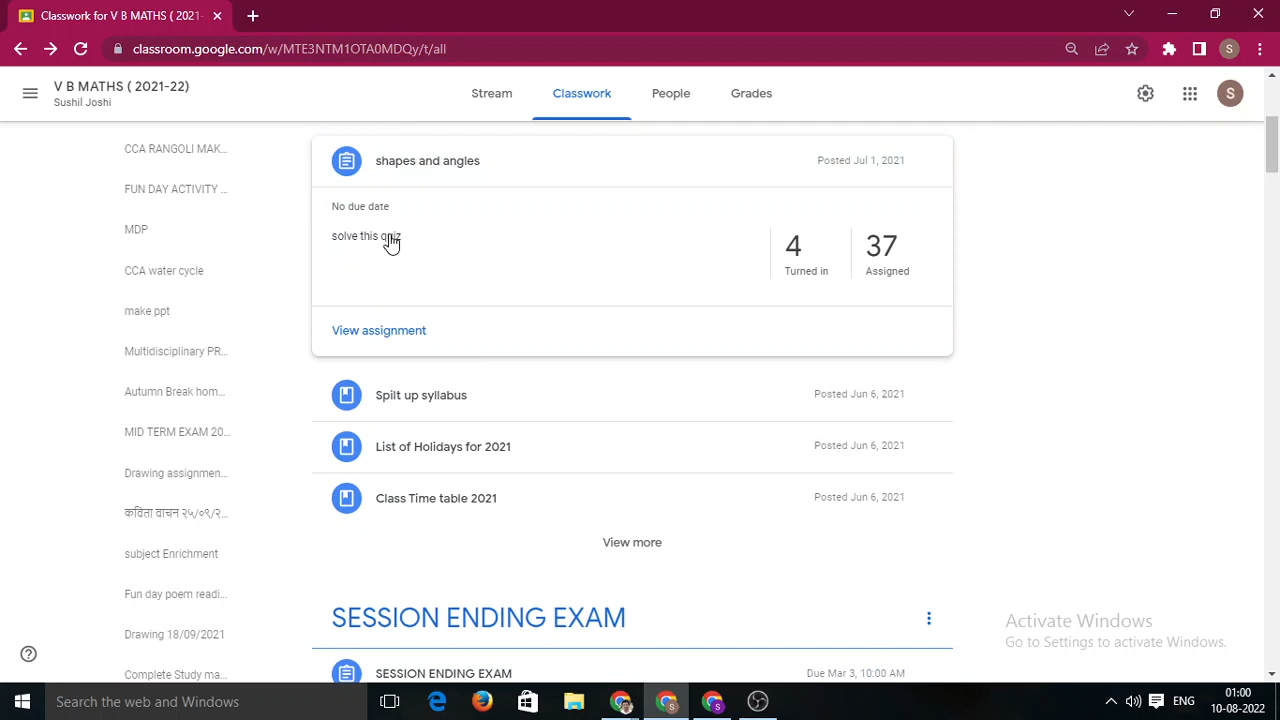 Classwork for V B MATHS ( 2021-
classroom.google.com/w/MTE3NTM1OTA0MDQy/t/all
S
V B MATHS ( 2021-22)
Sushil Joshi
Stream
Classwork
People
Grades
S
CCA RANGOLI MAK...
FUN DAY ACTIVITY ...
MDP
CCA water cycle
make ppt
Multidisciplinary PR...
Autumn Break hom...
MID TERM EXAM 20...
Drawing assignmen...
कविता वाचन २५/०९/२...
subject Enrichment
Fun day poem readi...
Drawing 18/09/2021
Complete Study ma...
shapes and angles
Posted Jul 1, 2021
No due date
solve this quiz
4
Turned in
37
Assigned
View assignment
Spilt up syllabus
Posted Jun 6, 2021
List of Holidays for 2021
Posted Jun 6, 2021
Class Time table 2021
Posted Jun 6, 2021
View more
SESSION ENDING EXAM
SESSION ENDING EXAM
Due Mar 3, 10:00 AM
Activate Windows
Go to Settings to activate Windows.
Search the web and Windows
ENG
01:00
10-08-2022